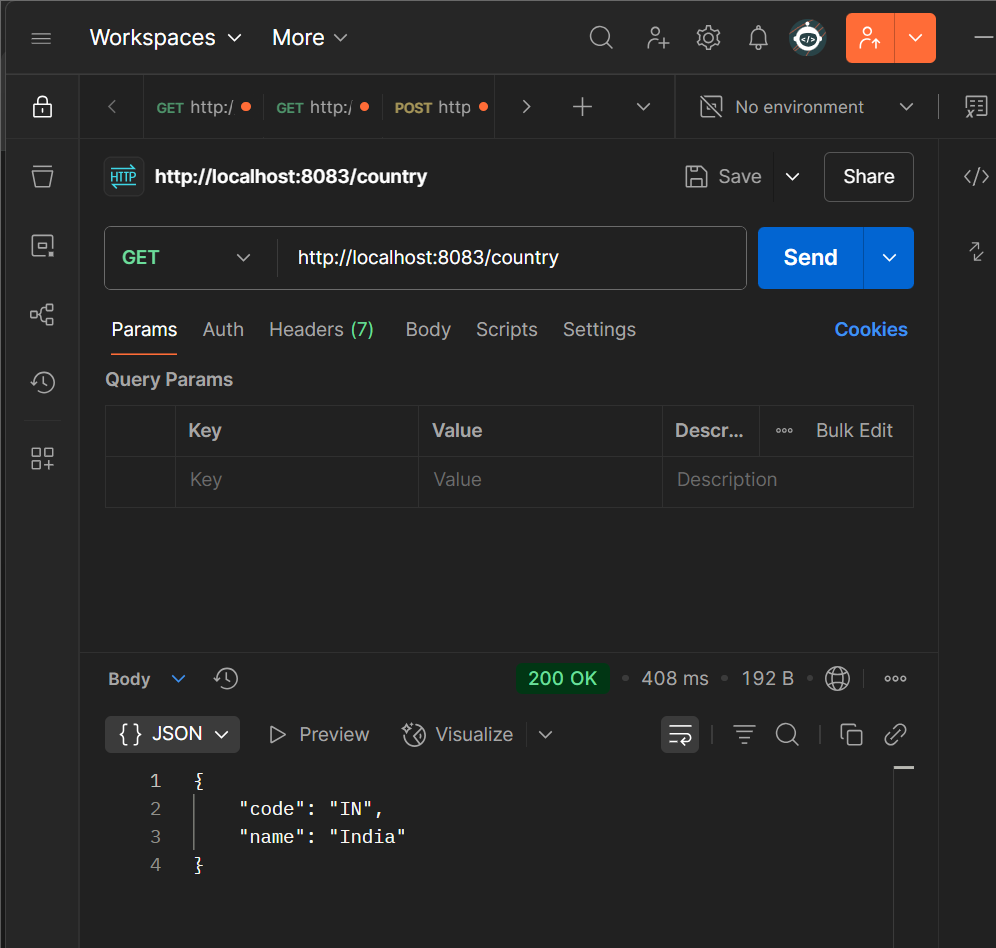 Workspaces More
GET http:/ GET http:/ POST http No environment
HTTP http://localhost:8083/country Save Share
GET http://localhost:8083/country Send
Params Auth Headers (7) Body Scripts Settings Cookies
Query Params
Key Value Descr... Bulk Edit
Key Value Description
Body 200 OK 408 ms 192 B
{} JSON Preview Visualize
1 {
2 "code": "IN",
3 "name": "India"
4 }